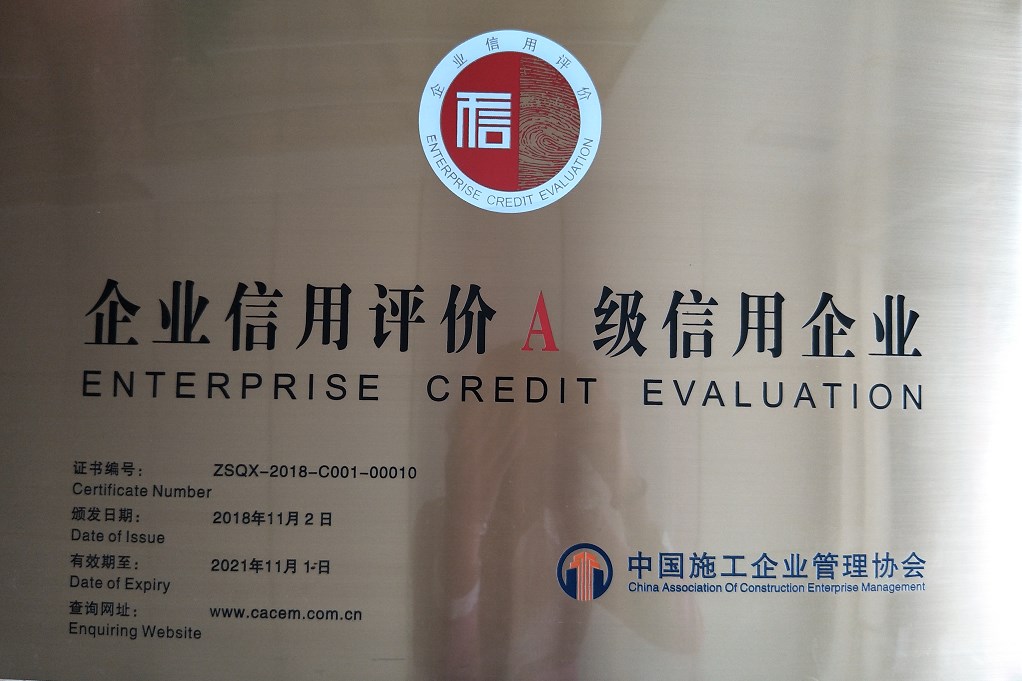 企业信用评价
信
ENTERPRISE CREDIT EVALUATION
企业信用评价A级信用企业
ENTERPRISE CREDIT EVALUATION
证书编号: ZSQX-2018-C001-00010
Certificate Number
颁发日期: 2018年11月2日
Date of Issue
有效期至: 2021年11月1日
Date of Expiry
查询网址: www.cacem.com.cn
Enquiring Website
中国施工企业管理协会
China Association Of Construction Enterprise Management